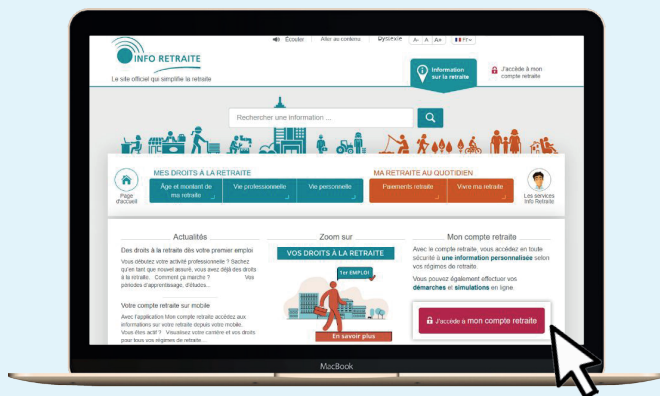 Écouter
Aller au contenu
Dyslexie
A- A A+
Fr
INFO RETRAITE
Le site officiel qui simplifie la retraite
Information
sur la retraite
J'accède à mon
compte retraite
Rechercher une information ...
Page
d'accueil
MES DROITS À LA RETRAITE
Âge et montant de
ma retraite
Vie professionnelle
Vie personnelle
MA RETRAITE AU QUOTIDIEN
Paiements retraite
Vivre ma retraite
Les services
Info Retraite
Actualités
Des droits à la retraite dès votre premier emploi
Vous débutez votre activité professionnelle ? Sachez
qu'en tant que nouvel assuré, vous avez déjà des droits
à la retraite. Comment ça marche ? Vos
périodes d'apprentissage, d'études...
Votre compte retraite sur mobile
Avec l'application Mon compte retraite accédez aux
informations sur votre retraite depuis votre mobile.
Vous êtes actif ? Visualisez votre carrière et vos droits
pour tous vos régimes de retraite ...
Zoom sur
VOS DROITS À LA RETRAITE
1er EMPLOI
En savoir plus
Mon compte retraite
Avec le compte retraite, vous accédez en toute
sécurité à une information personnalisée selon
vos régimes de retraite.
Vous pouvez également effectuer vos
démarches et simulations en ligne.
J'accède à mon compte retraite
MacBook